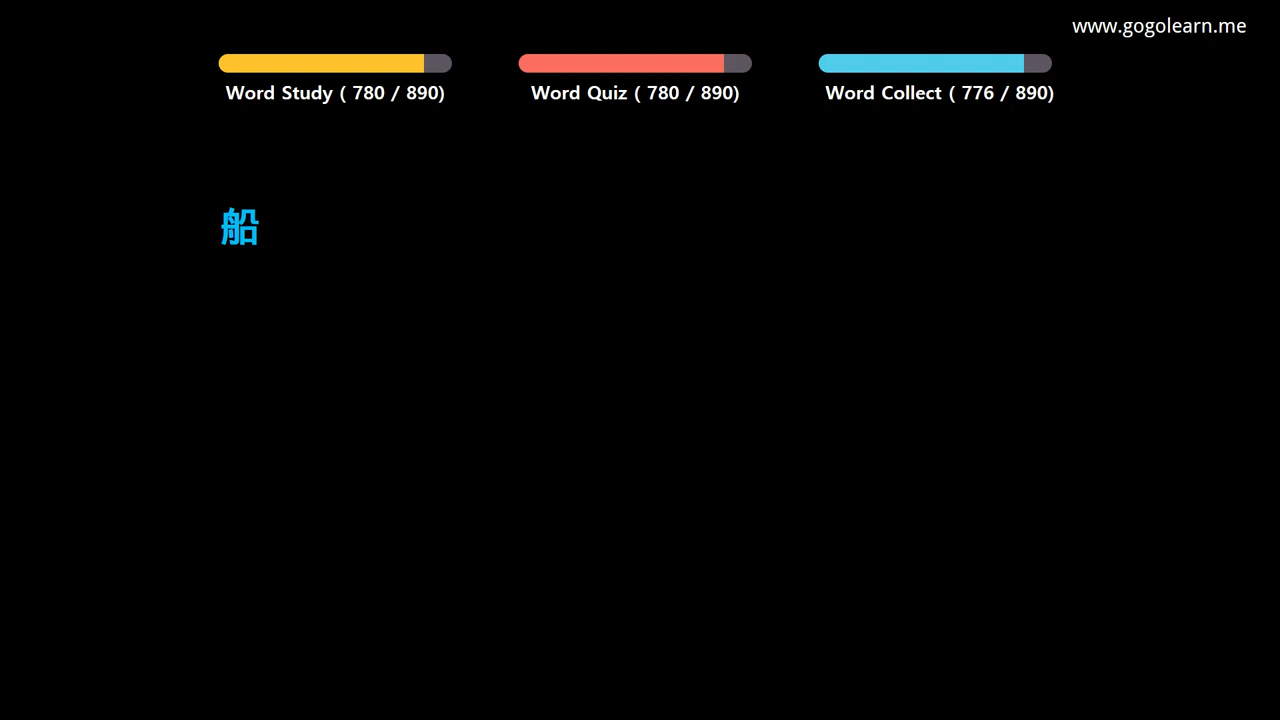 www.gogolearn.me
Word Study ( 780 / 890)
Word Quiz ( 780 / 890)
Word Collect ( 776 / 890)
船